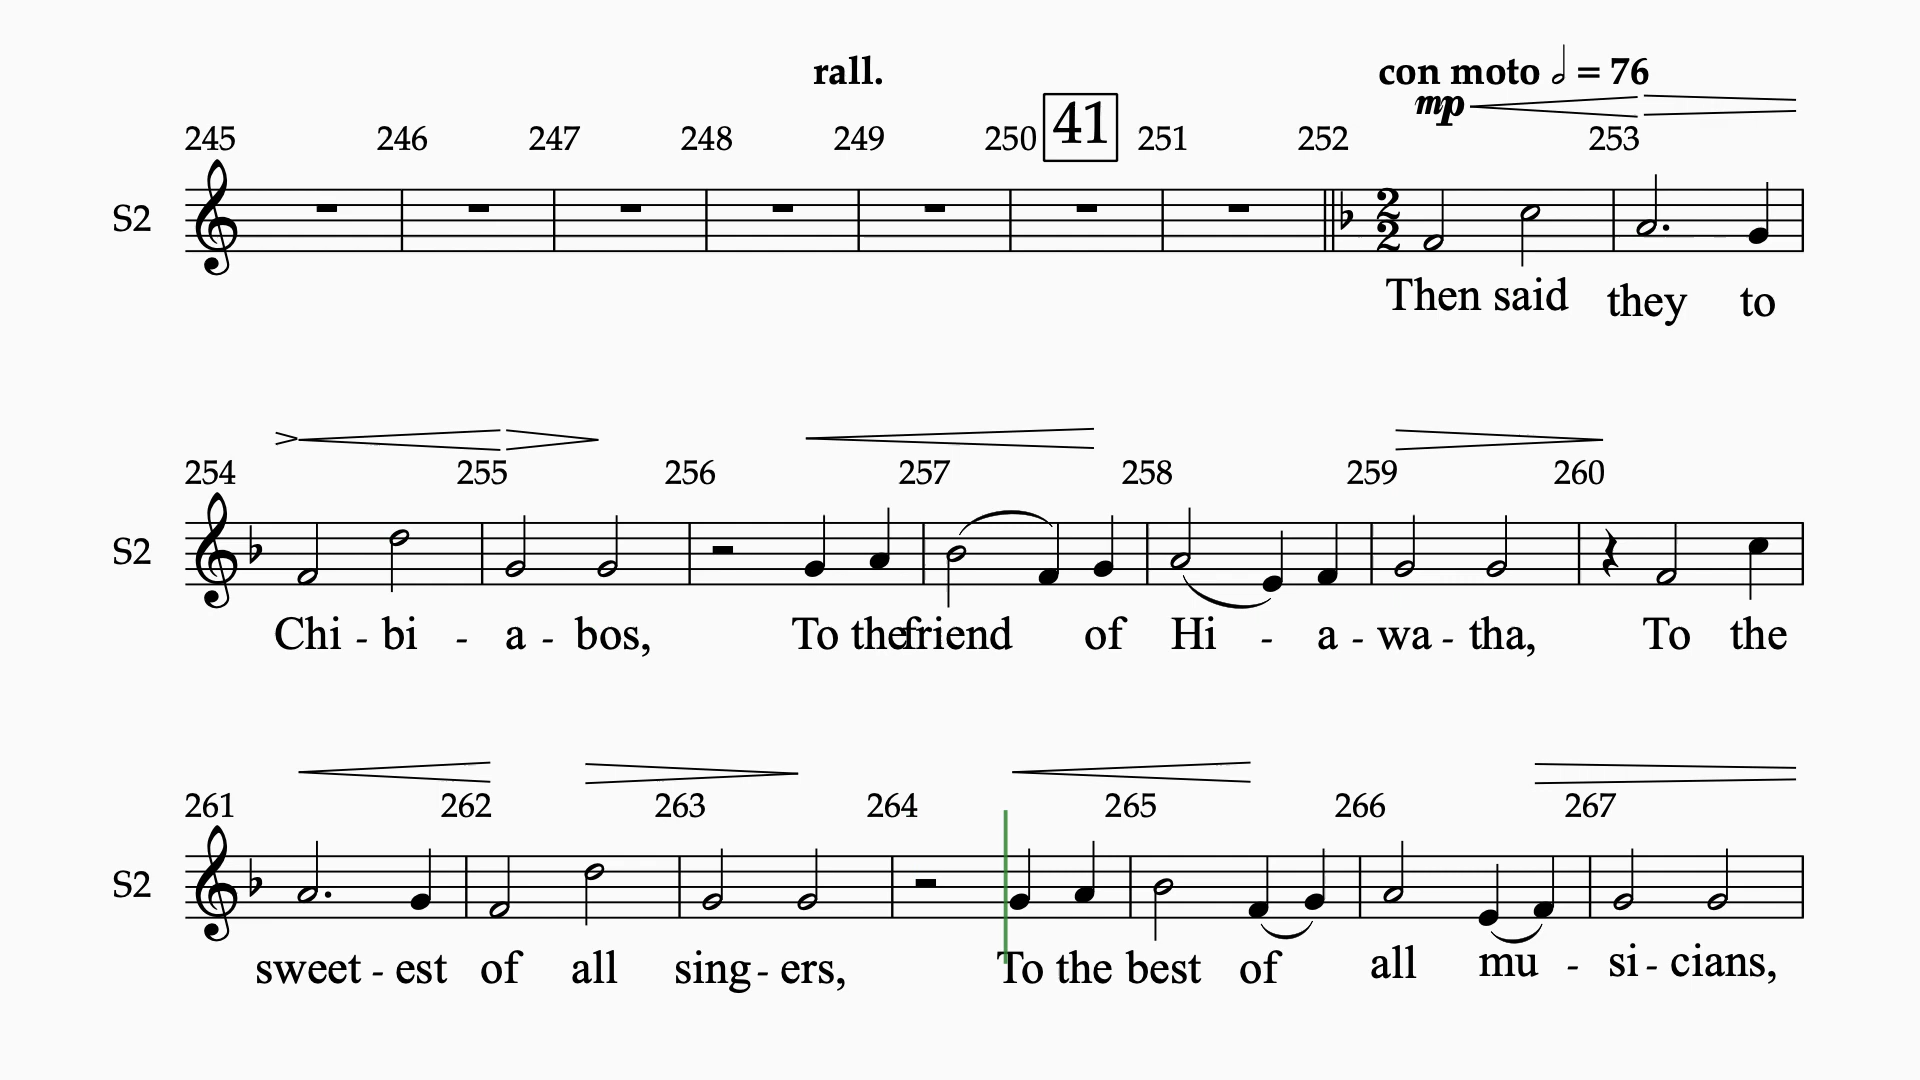 rall.
con moto 𝅗𝅥 = 76
mp
245 246 247 248 249 250 41 251 252 253
S2
2
2
Then said they to
254 255 256 257 258 259 260
S2
Chi - bi - a - bos, To the friend of Hi - a - wa - tha, To the
261 262 263 264 265 266 267
S2
sweet - est of all sing - ers, To the best of all mu - si - cians,